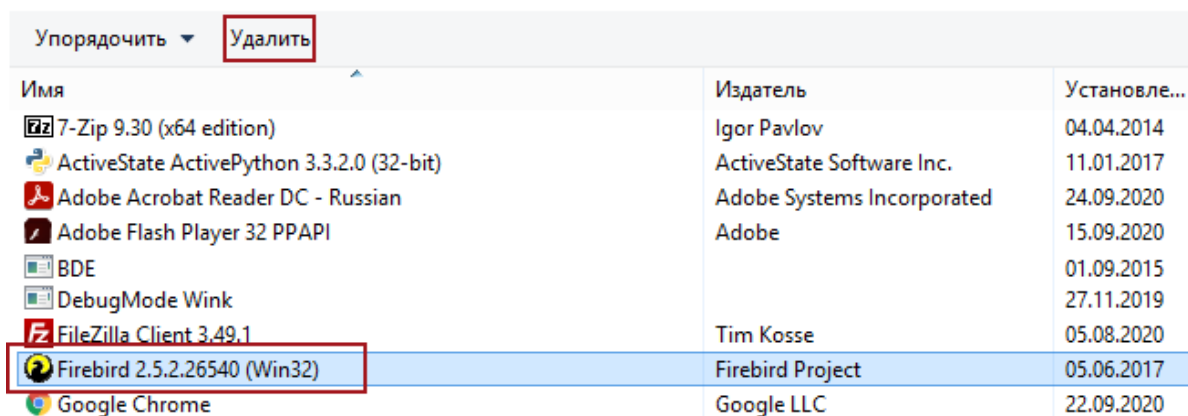 Упорядочить Удалить
Имя Издатель Установле...
7z 7-Zip 9.30 (x64 edition) Igor Pavlov 04.04.2014
ActiveState ActivePython 3.3.2.0 (32-bit) ActiveState Software Inc. 11.01.2017
Adobe Acrobat Reader DC - Russian Adobe Systems Incorporated 24.09.2020
Adobe Flash Player 32 PPAPI Adobe 15.09.2020
BDE 01.09.2015
DebugMode Wink 27.11.2019
Fz FileZilla Client 3.49.1 Tim Kosse 05.08.2020
Firebird 2.5.2.26540 (Win32) Firebird Project 05.06.2017
Google Chrome Google LLC 22.09.2020